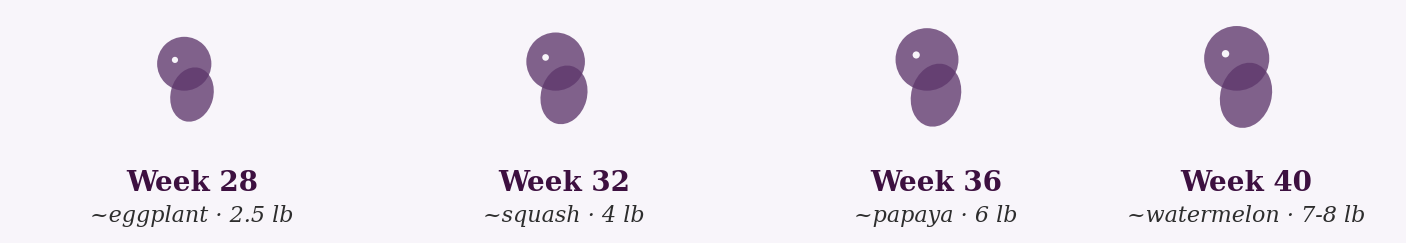 Week 28
~eggplant · 2.5 lb
Week 32
~squash · 4 lb
Week 36
~papaya · 6 lb
Week 40
~watermelon · 7-8 lb